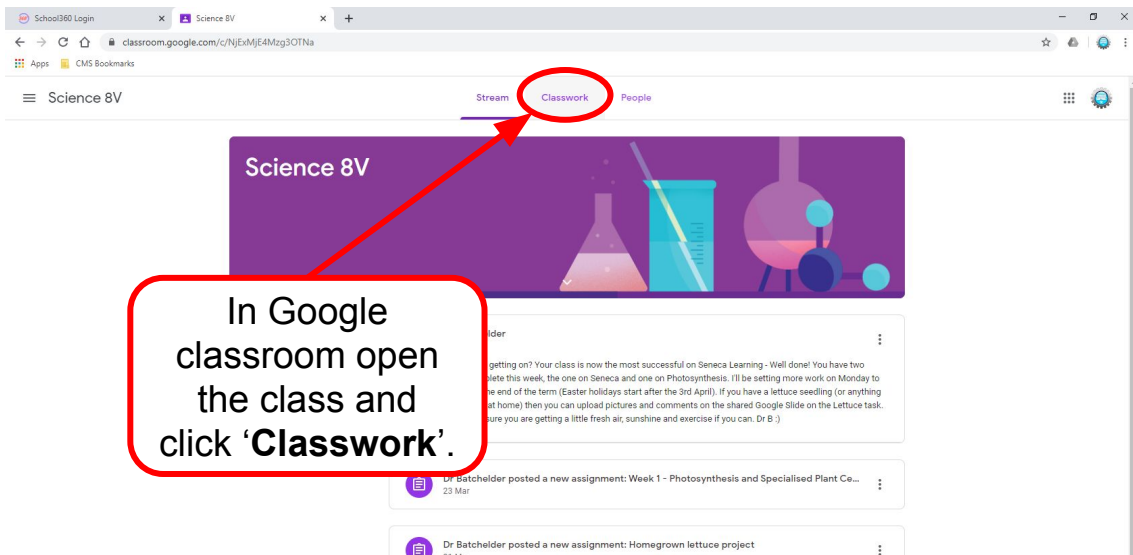 School360 Login
Science 8V
classroom.google.com/c/NjExMjE4Mzg3OTNa
Apps
CMS Bookmarks
Science 8V
Stream
Classwork
People
Science 8V
In Google
classroom open
the class and
click ‘Classwork’.
getting on? Your class is now the most successful on Seneca Learning - Well done! You have two
this week, the one on Seneca and one on Photosynthesis. I'll be setting more work on Monday to
end of the term (Easter holidays start after the 3rd April). If you have a lettuce seedling (or anything
at home) then you can upload pictures and comments on the shared Google Slide on the Lettuce task.
you are getting a little fresh air, sunshine and exercise if you can. Dr B :)
Dr Batchelder posted a new assignment: Week 1 - Photosynthesis and Specialised Plant Ce...
23 Mar
Dr Batchelder posted a new assignment: Homegrown lettuce project